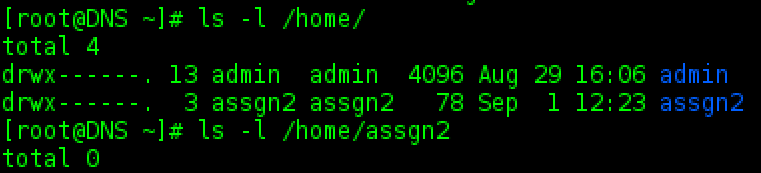 [root@DNS ~]# ls -l /home/
total 4
drwx------. 13 admin  admin  4096 Aug 29 16:06 admin
drwx------.  3 assgn2 assgn2   78 Sep  1 12:23 assgn2
[root@DNS ~]# ls -l /home/assgn2
total 0